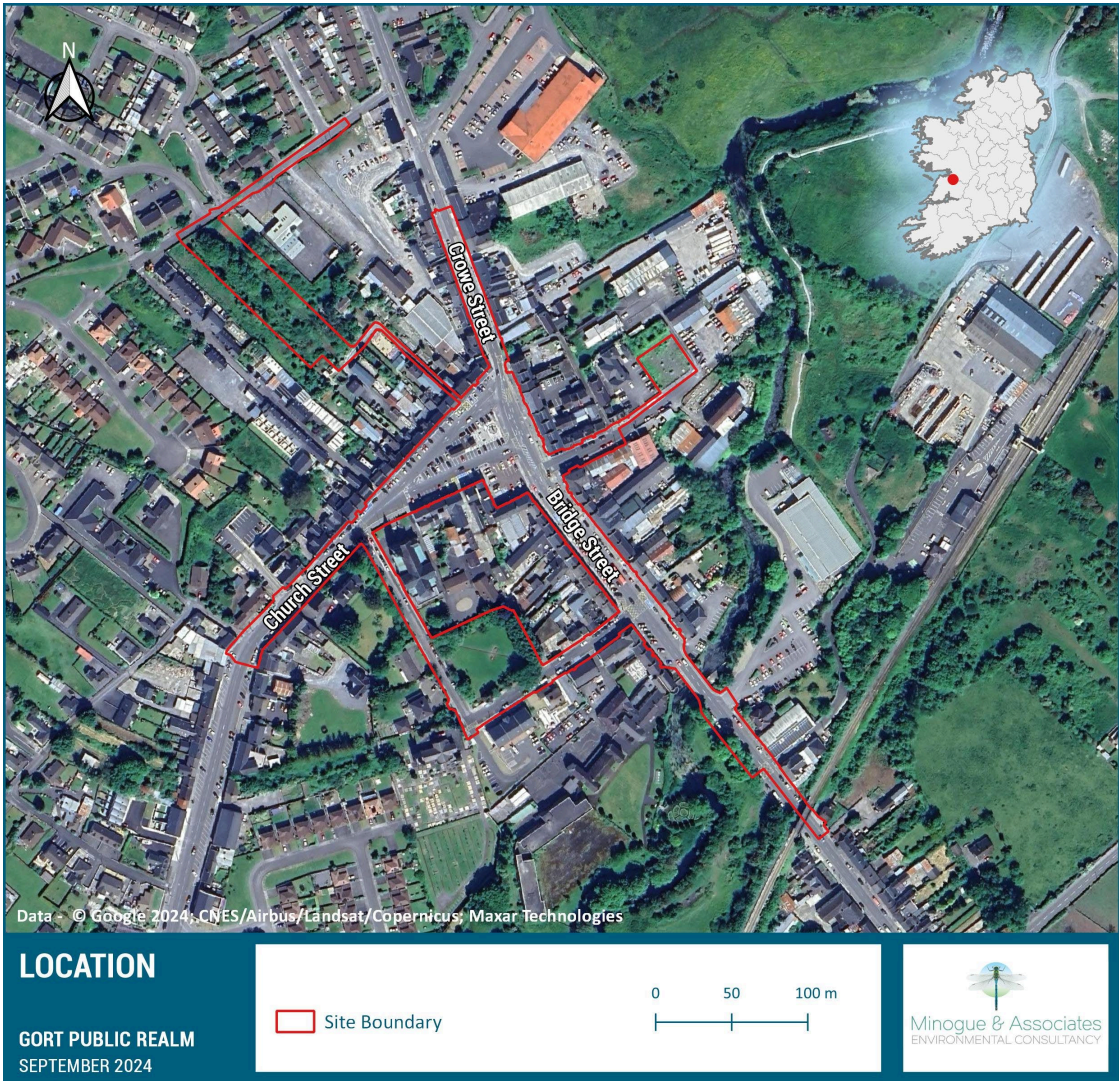 N
Crowe Street
Bridge Street
Church Street
Data - © Google 2024; CNES/Airbus/Landsat/Copernicus; Maxar Technologies
LOCATION
GORT PUBLIC REALM
SEPTEMBER 2024
Site Boundary
0 50 100 m
Minogue & Associates
ENVIRONMENTAL CONSULTANCY